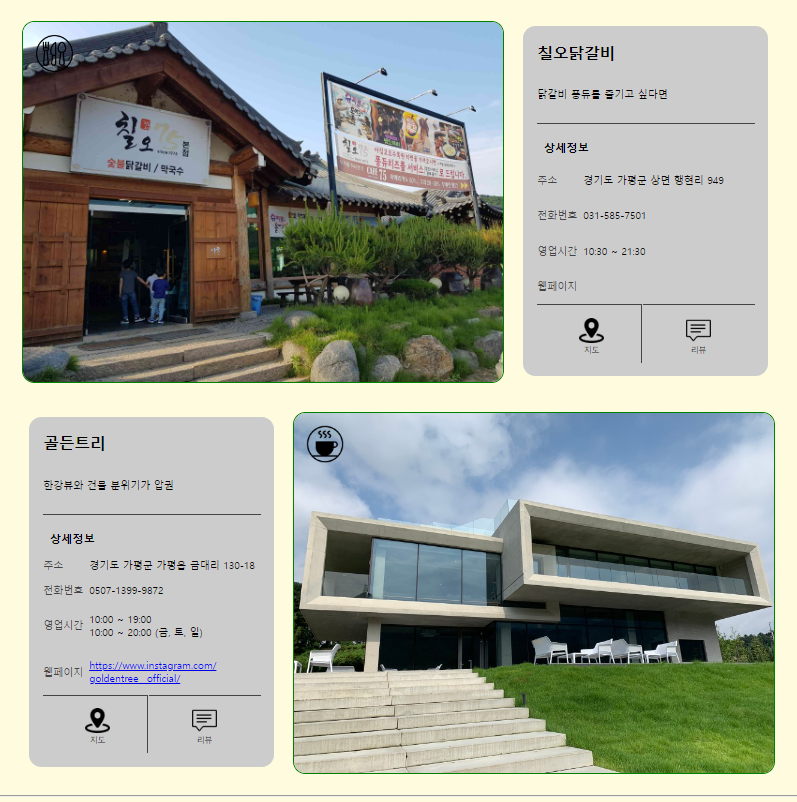 칠오
75
본점
숯불닭갈비 / 막국수
칠오닭갈비
닭갈비 풍류를 즐기고 싶다면
상세정보
주소 경기도 가평군 상면 행현리 949
전화번호 031-585-7501
영업시간 10:30 ~ 21:30
웹페이지
지도 리뷰
골든트리
한강뷰와 건물 분위기가 압권
상세정보
주소 경기도 가평군 가평읍 금대리 130-18
전화번호 0507-1399-9872
영업시간 10:00 ~ 19:00
10:00 ~ 20:00 (금, 토, 일)
웹페이지 https://www.instagram.com/
goldentree_official/
지도 리뷰